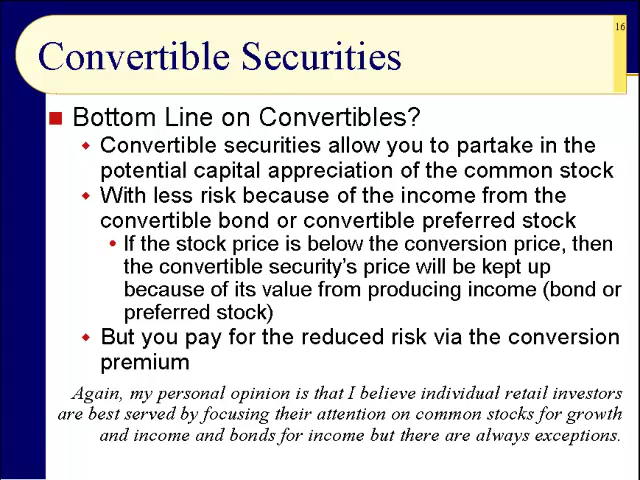 16
Convertible Securities
Bottom Line on Convertibles?
Convertible securities allow you to partake in the
potential capital appreciation of the common stock
With less risk because of the income from the
convertible bond or convertible preferred stock
If the stock price is below the conversion price, then
the convertible security's price will be kept up
because of its value from producing income (bond or
preferred stock)
But you pay for the reduced risk via the conversion
premium
Again, my personal opinion is that I believe individual retail investors
are best served by focusing their attention on common stocks for growth
and income and bonds for income but there are always exceptions.